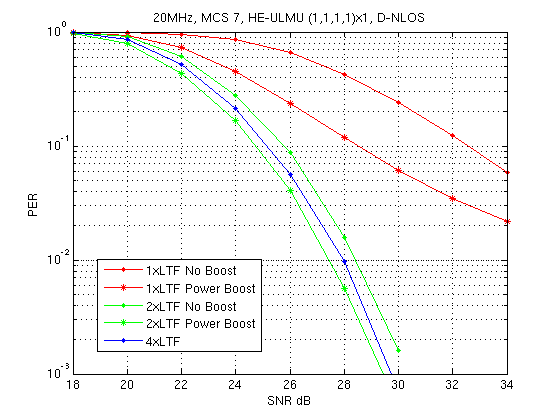 20MHz, MCS 7, HE-ULMU (1,1,1,1)x1, D-NLOS
10^0
10^-1
10^-2
10^-3
PER
1xLTF No Boost
1xLTF Power Boost
2xLTF No Boost
2xLTF Power Boost
4xLTF
18 20 22 24 26 28 30 32 34
SNR dB